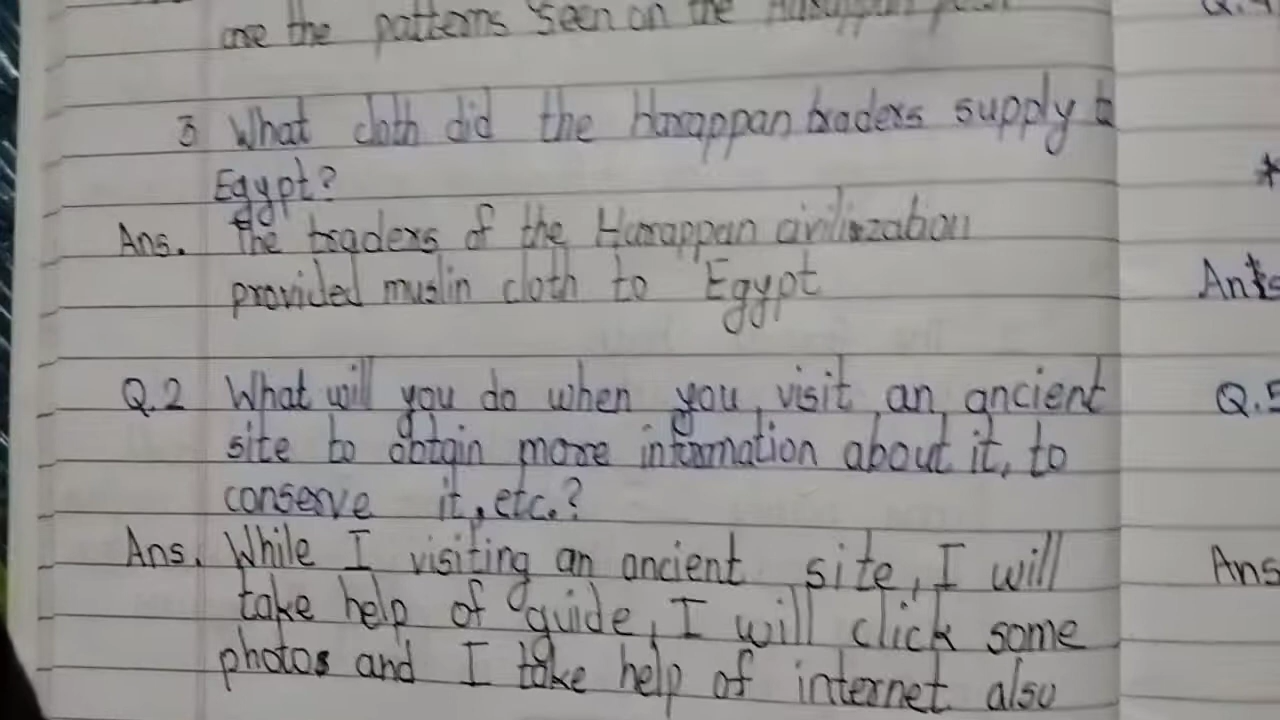 are the patterns seen on the Harappan
3 What cloth did the Harappan traders supply to
Egypt?
Ans. The traders of the Harappan civilization
provided muslin cloth to Egypt
Q.2 What will you do when you visit an ancient
site to obtain more information about it, to
conserve it, etc.?
Ans. While I visiting an ancient site, I will
take help of guide, I will click some
photos and I take help of internet also
*
Ans
Q.5
Ans